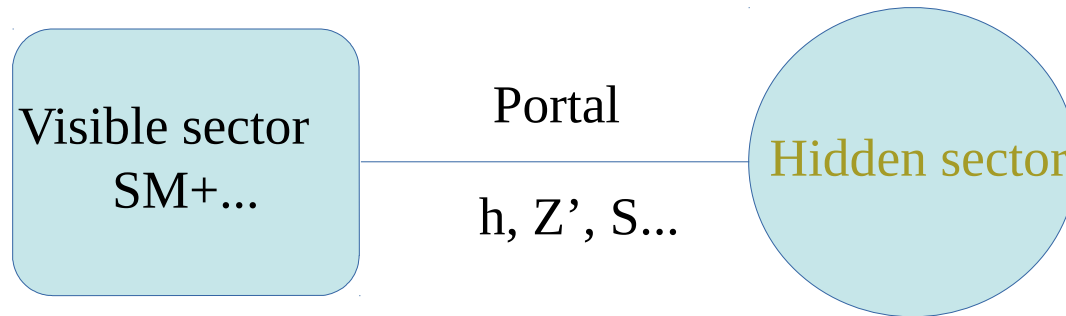 Visible sector
SM+...
Portal
h, Z’, S...
Hidden sector